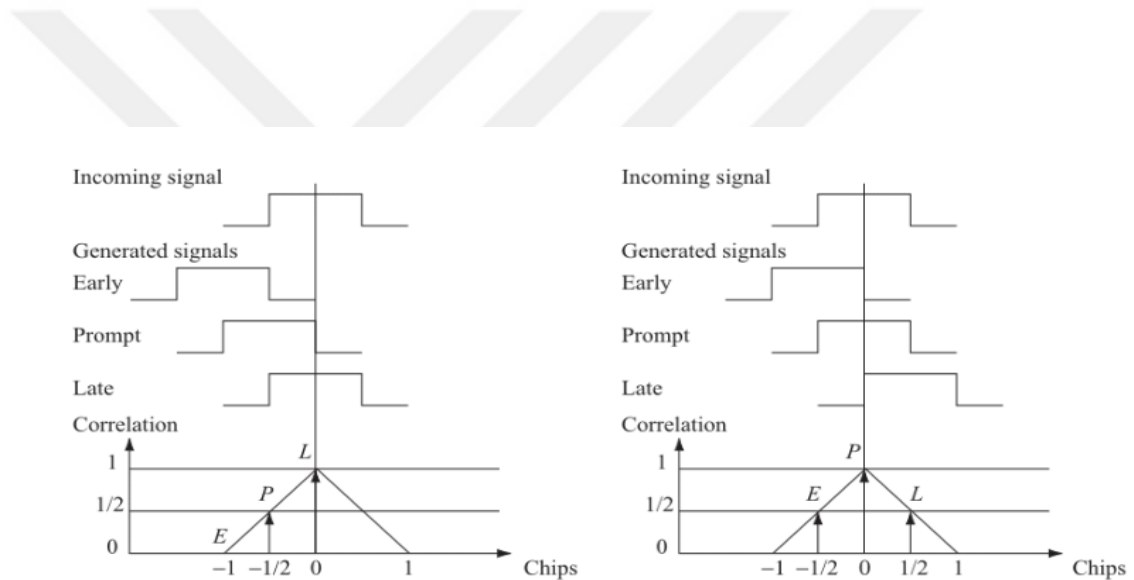 Incoming signal
Generated signals
Early
Prompt
Late
Correlation
L
1
P
1/2
E
0
−1 −1/2 0 1 Chips
Incoming signal
Generated signals
Early
Prompt
Late
Correlation
P
1
E L
1/2
0
−1 −1/2 0 1/2 1 Chips